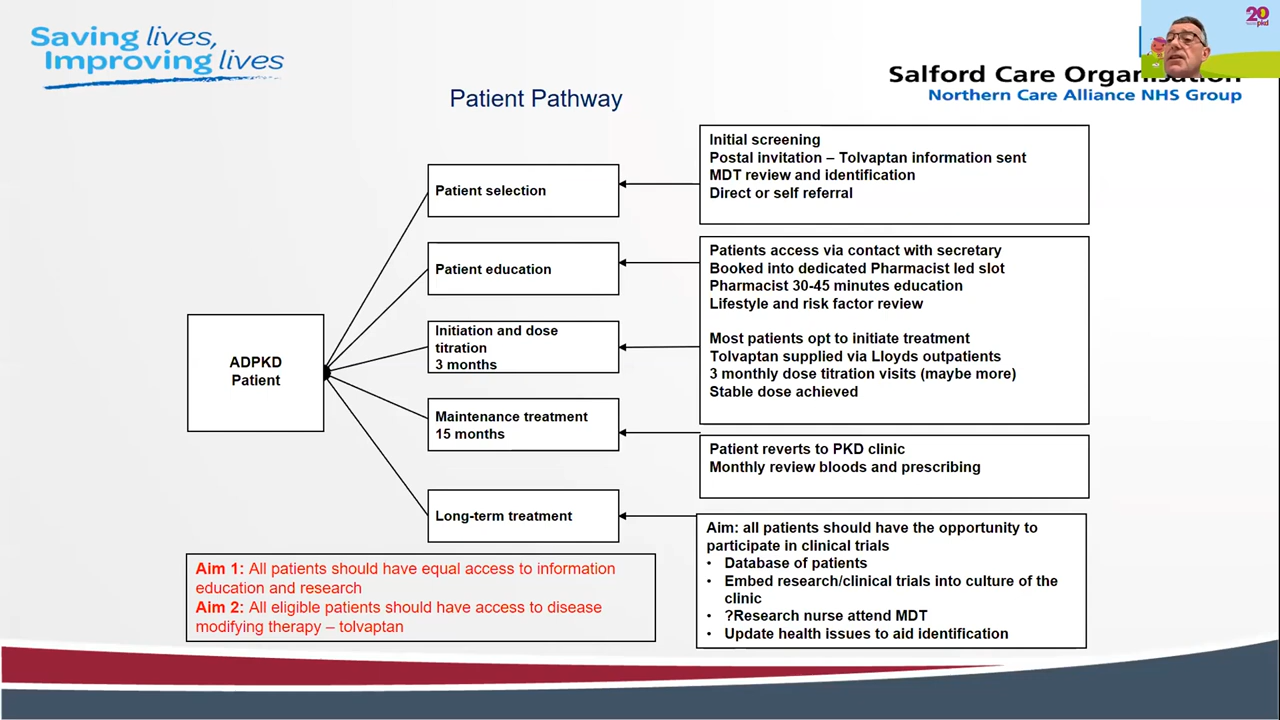 Saving lives,
Improving lives
20
pkd
Salford Care Organisation
Northern Care Alliance NHS Group
Patient Pathway
ADPKD
Patient
Patient selection
Patient education
Initiation and dose
titration
3 months
Maintenance treatment
15 months
Long-term treatment
Initial screening
Postal invitation – Tolvaptan information sent
MDT review and identification
Direct or self referral
Patients access via contact with secretary
Booked into dedicated Pharmacist led slot
Pharmacist 30-45 minutes education
Lifestyle and risk factor review
Most patients opt to initiate treatment
Tolvaptan supplied via Lloyds outpatients
3 monthly dose titration visits (maybe more)
Stable dose achieved
Patient reverts to PKD clinic
Monthly review bloods and prescribing
Aim: all patients should have the opportunity to
participate in clinical trials
• Database of patients
• Embed research/clinical trials into culture of the
clinic
• ?Research nurse attend MDT
• Update health issues to aid identification
Aim 1: All patients should have equal access to information
education and research
Aim 2: All eligible patients should have access to disease
modifying therapy – tolvaptan